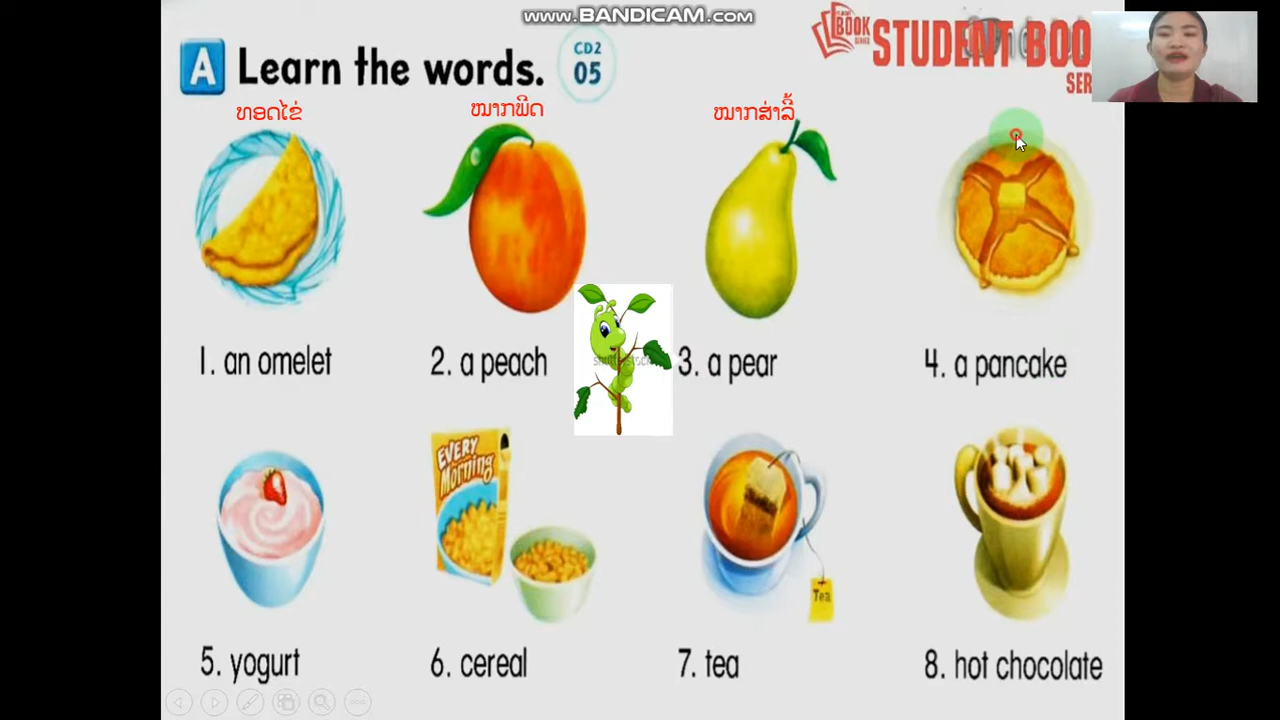 www.BANDICAM.com
BOOK
SERIES
STUDENT BOO
SER
A Learn the words.
CD2
05
ທອດໄຂ່
ໝາກພີດ
ໝາກສ່າລີ້
1. an omelet
2. a peach
3. a pear
4. a pancake
EVERY
Morning
Tea
5. yogurt
6. cereal
7. tea
8. hot chocolate